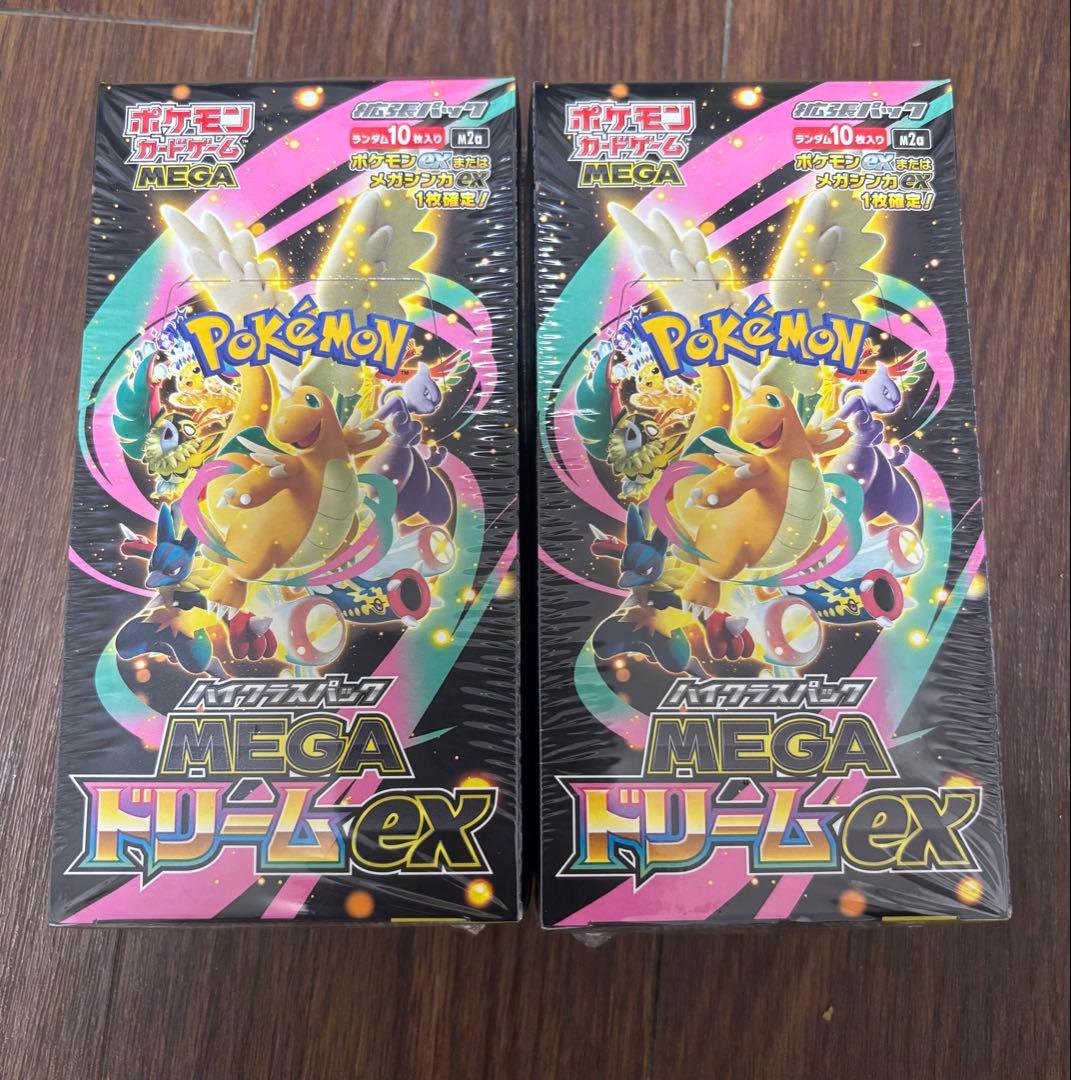 ポケモン
カードゲーム
MEGA
拡張パック
ランダム10枚入り M2a
ポケモンexまたは
メガシンカex
1枚確定!
POKéMON
TM
ハイクラスパック
MEGA
ドリームex
ポケモン
カードゲーム
MEGA
拡張パック
ランダム10枚入り M2a
ポケモンexまたは
メガシンカex
1枚確定!
POKéMON
TM
ハイクラスパック
MEGA
ドリームex